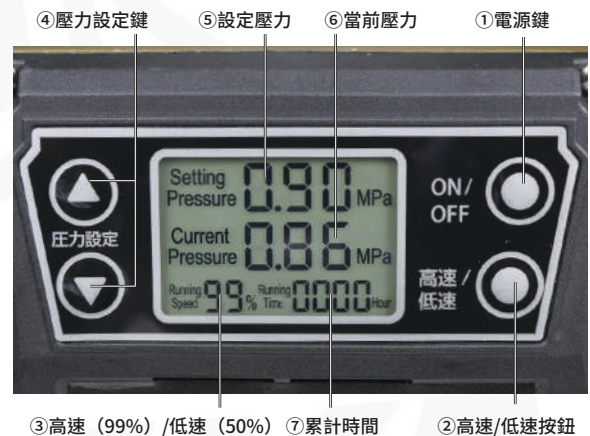 ④壓力設定鍵 ⑤設定壓力 ⑥當前壓力 ①電源鍵
Setting Pressure 0.90 MPa
ON/OFF
圧力設定
Current Pressure 0.86 MPa
高速/低速
Running Speed 99% Running Time 0000 Hour
③高速（99%）/低速（50%） ⑦累計時間 ②高速/低速按鈕